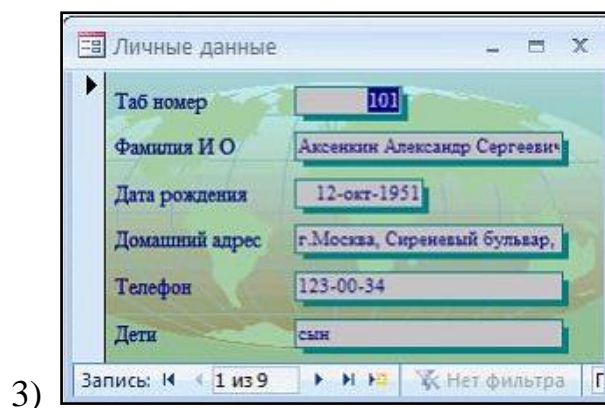 Личные данные
Таб номер 101
Фамилия И О Аксенкин Александр Сергеевич
Дата рождения 12-окт-1951
Домашний адрес г.Москва, Сиреневый бульвар,
Телефон 123-00-34
Дети сын
3) Запись: 1 из 9 Нет фильтра